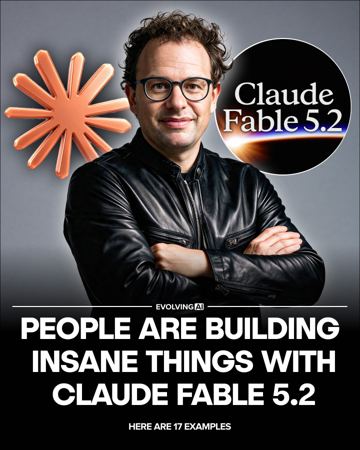 Claude
Fable 5.2
EVOLVING AI
PEOPLE ARE BUILDING
INSANE THINGS WITH
CLAUDE FABLE 5.2
HERE ARE 17 EXAMPLES